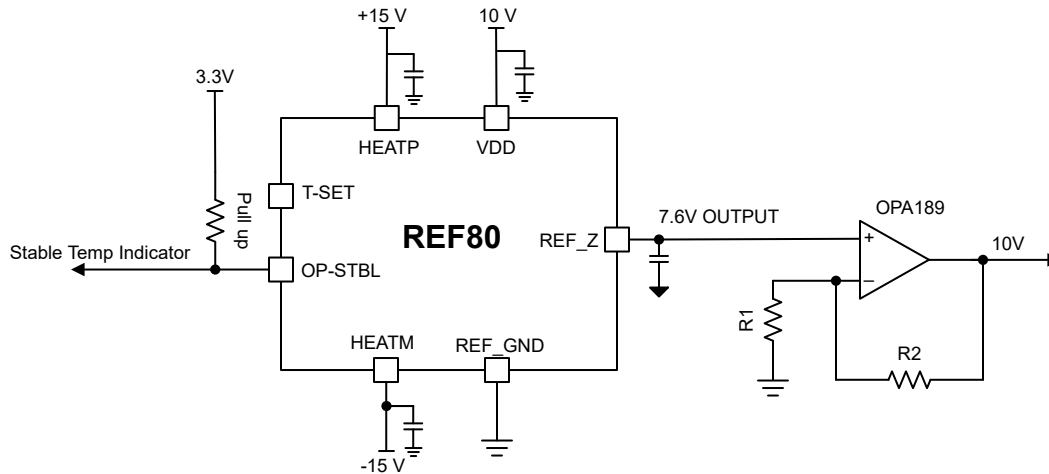 +15 V
10 V
3.3V
HEATP
VDD
T-SET
Pull up
REF80
REF_Z
7.6V OUTPUT
OPA189
+
10V
Stable Temp Indicator
OP-STBL
–
R1
HEATM
REF_GND
R2
-15 V